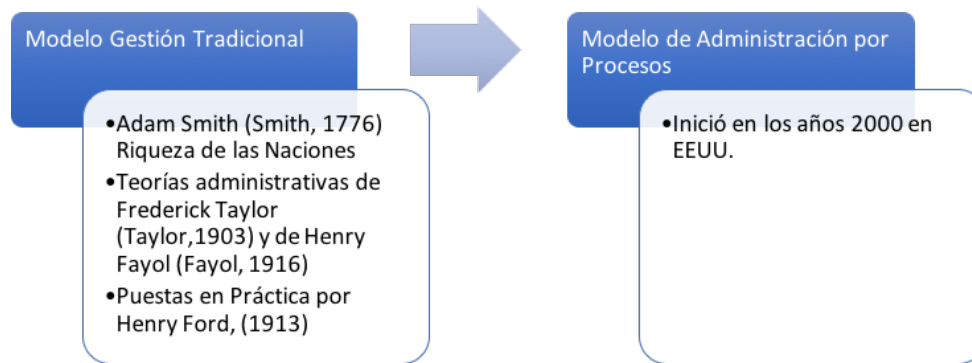 Modelo Gestión Tradicional
•Adam Smith (Smith, 1776)
Riqueza de las Naciones
•Teorías administrativas de
Frederick Taylor
(Taylor,1903) y de Henry
Fayol (Fayol, 1916)
•Puestas en Práctica por
Henry Ford, (1913)
Modelo de Administración por
Procesos
•Inició en los años 2000 en
EEUU.